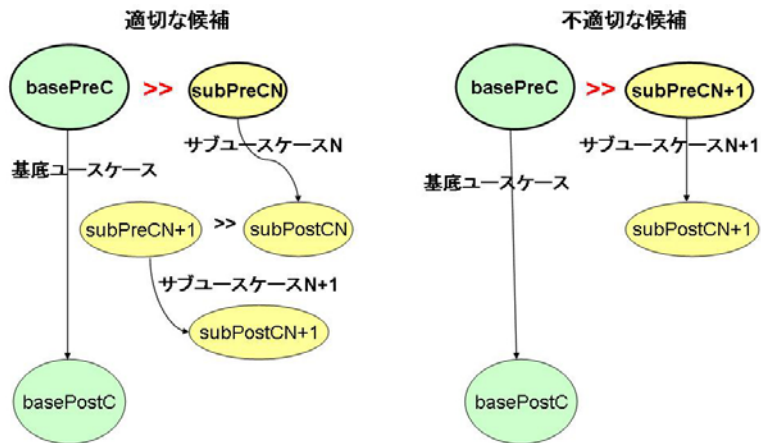 適切な候補
basePreC >> subPreCN
サブユースケースN
基底ユースケース
subPreCN+1 >> subPostCN
サブユースケースN+1
subPostCN+1
basePostC
不適切な候補
basePreC >> subPreCN+1
サブユースケースN+1
基底ユースケース
subPostCN+1
basePostC